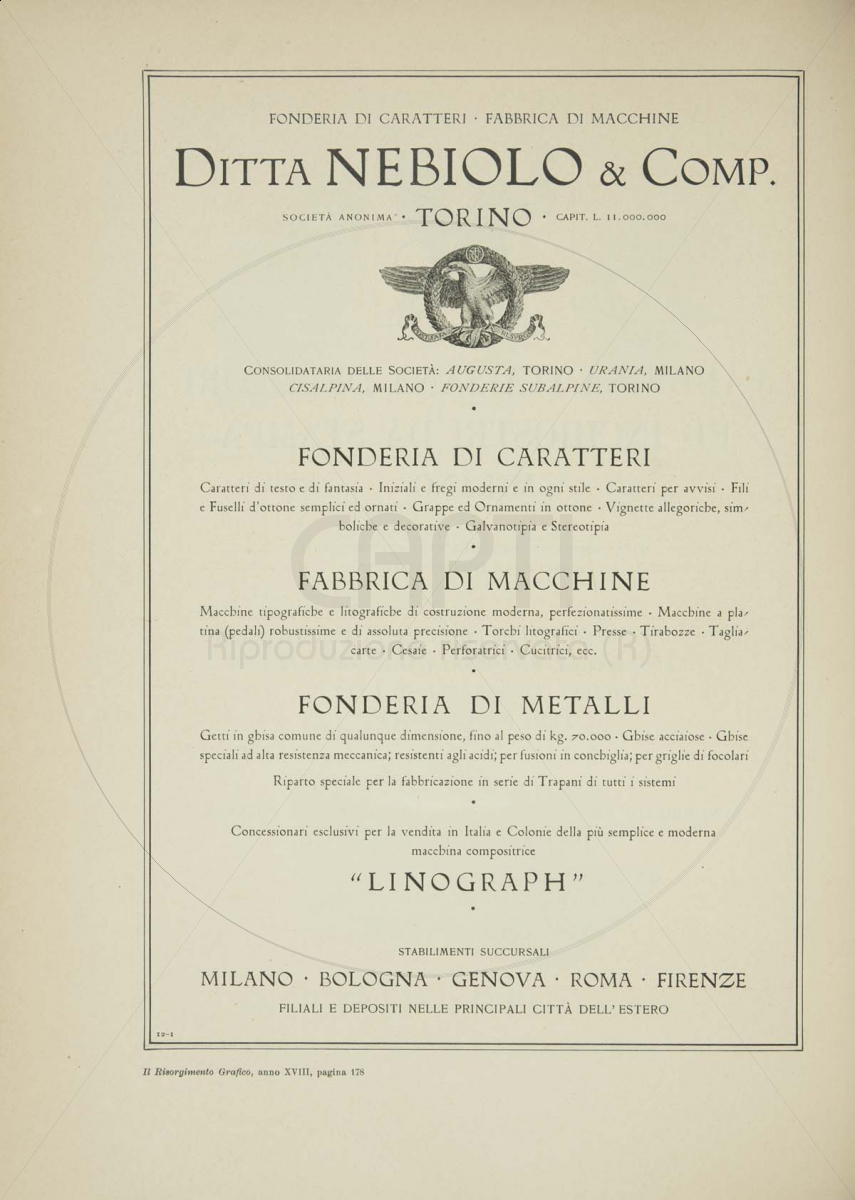 FONDERIA DI CARATTERI · FABBRICA DI MACCHINE
DITTA NEBIOLO & COMP.
SOCIETÀ ANONIMA · TORINO · CAPIT. L. 11.000.000
CONSOLIDATARIA DELLE SOCIETÀ: AUGUSTA, TORINO · URANIA, MILANO
CISALPINA, MILANO · FONDERIE SUBALPINE, TORINO
FONDERIA DI CARATTERI
Caratteri di testo e di fantasia · Iniziali e fregi moderni e in ogni stile · Caratteri per avvisi · Fili
e Fuselli d'ottone semplici ed ornati · Grappe ed Ornamenti in ottone · Vignette allegoriche, sim-
boliche e decorative · Galvanotipia e Stereotipia
CAPTI
FABBRICA DI MACCHINE
Macchine tipografiche e litografiche di costruzione moderna, perfezionatissime · Macchine a pla-
tina (pedali) robustissime e di assoluta precisione · Torchi litografici · Presse · Tirabozze · Taglia-
carte · Cesaie · Perforatrici · Cucitrici, ecc.
Riproduzione riservata (R)
FONDERIA DI METALLI
Getti in ghisa comune di qualunque dimensione, fino al peso di kg. 70.000 · Ghise acciaiose · Ghise
speciali ad alta resistenza meccanica; resistenti agli acidi; per fusioni in conchiglia; per griglie di focolari
Riparto speciale per la fabbricazione in serie di Trapani di tutti i sistemi
Concessionari esclusivi per la vendita in Italia e Colonie della più semplice e moderna
macchina compositrice
“LINOGRAPH”
STABILIMENTI SUCCURSALI
MILANO · BOLOGNA · GENOVA · ROMA · FIRENZE
FILIALI E DEPOSITI NELLE PRINCIPALI CITTÀ DELL'ESTERO
12-1
Il Risorgimento Grafico, anno XVIII, pagina 178